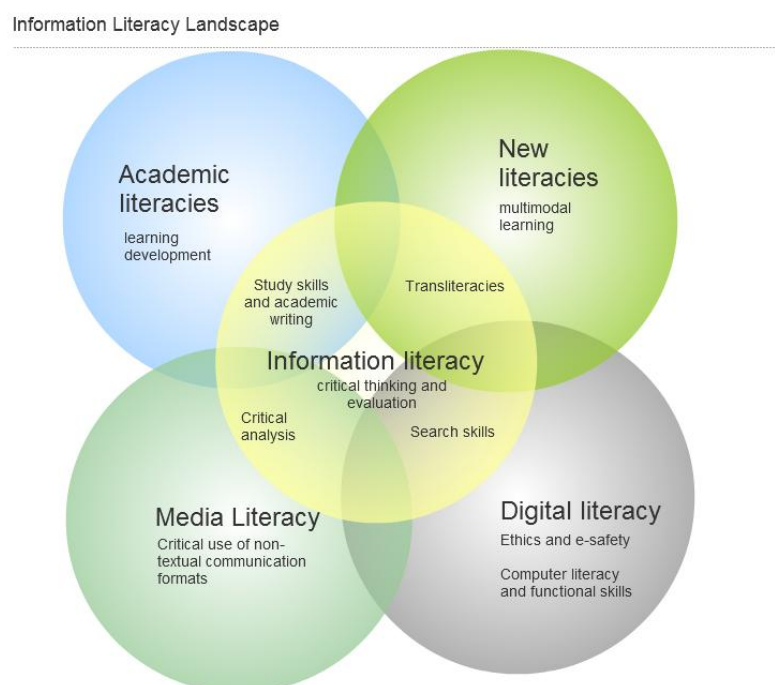 Information Literacy Landscape
Academic
literacies
learning
development
New
literacies
multimodal
learning
Study skills
and academic
writing
Transliteracies
Information literacy
critical thinking and
evaluation
Critical
analysis
Search skills
Media Literacy
Critical use of non-
textual communication
formats
Digital literacy
Ethics and e-safety
Computer literacy
and functional skills